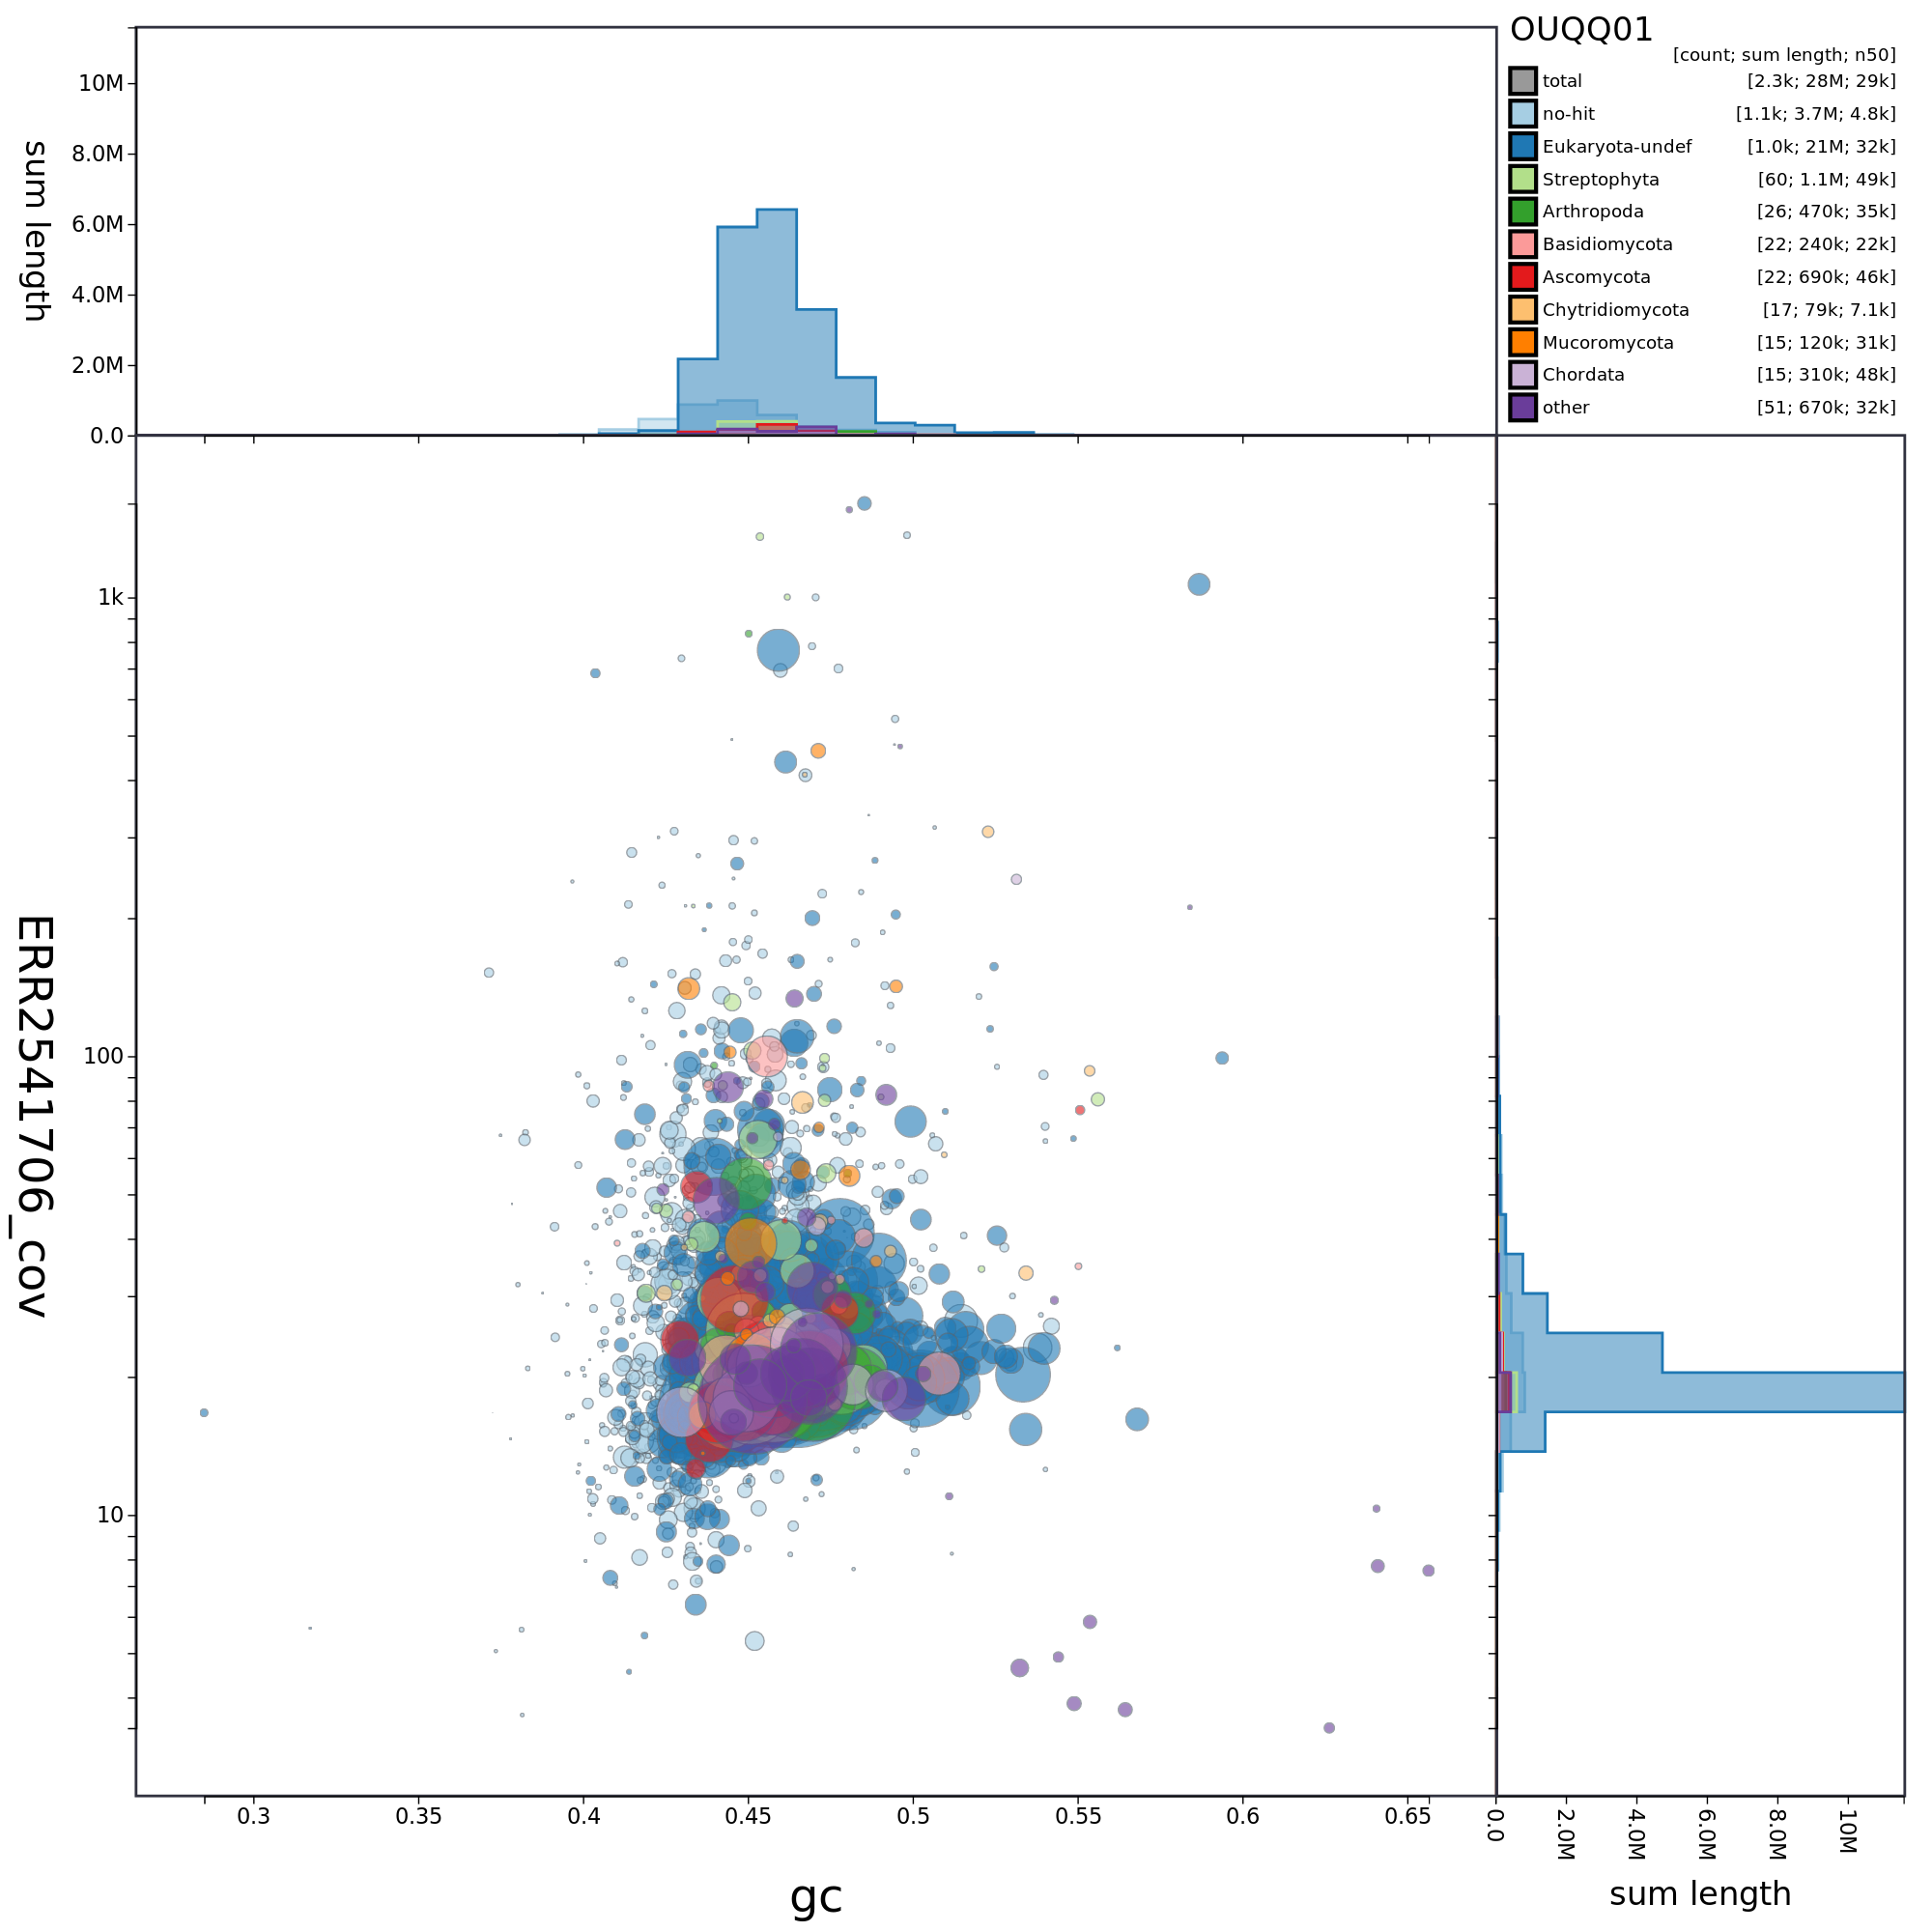 OUQQ01
[count; sum length; n50]
total [2.3k; 28M; 29k]
no-hit [1.1k; 3.7M; 4.8k]
Eukaryota-undef [1.0k; 21M; 32k]
Streptophyta [60; 1.1M; 49k]
Arthropoda [26; 470k; 35k]
Basidiomycota [22; 240k; 22k]
Ascomycota [22; 690k; 46k]
Chytridiomycota [17; 79k; 7.1k]
Mucoromycota [15; 120k; 31k]
Chordata [15; 310k; 48k]
other [51; 670k; 32k]
sum length
10M
8.0M
6.0M
4.0M
2.0M
0.0
ERR2541706_cov
1k
100
10
0.3 0.35 0.4 0.45 0.5 0.55 0.6 0.65
gc
0.0 2.0M 4.0M 6.0M 8.0M 10M
sum length